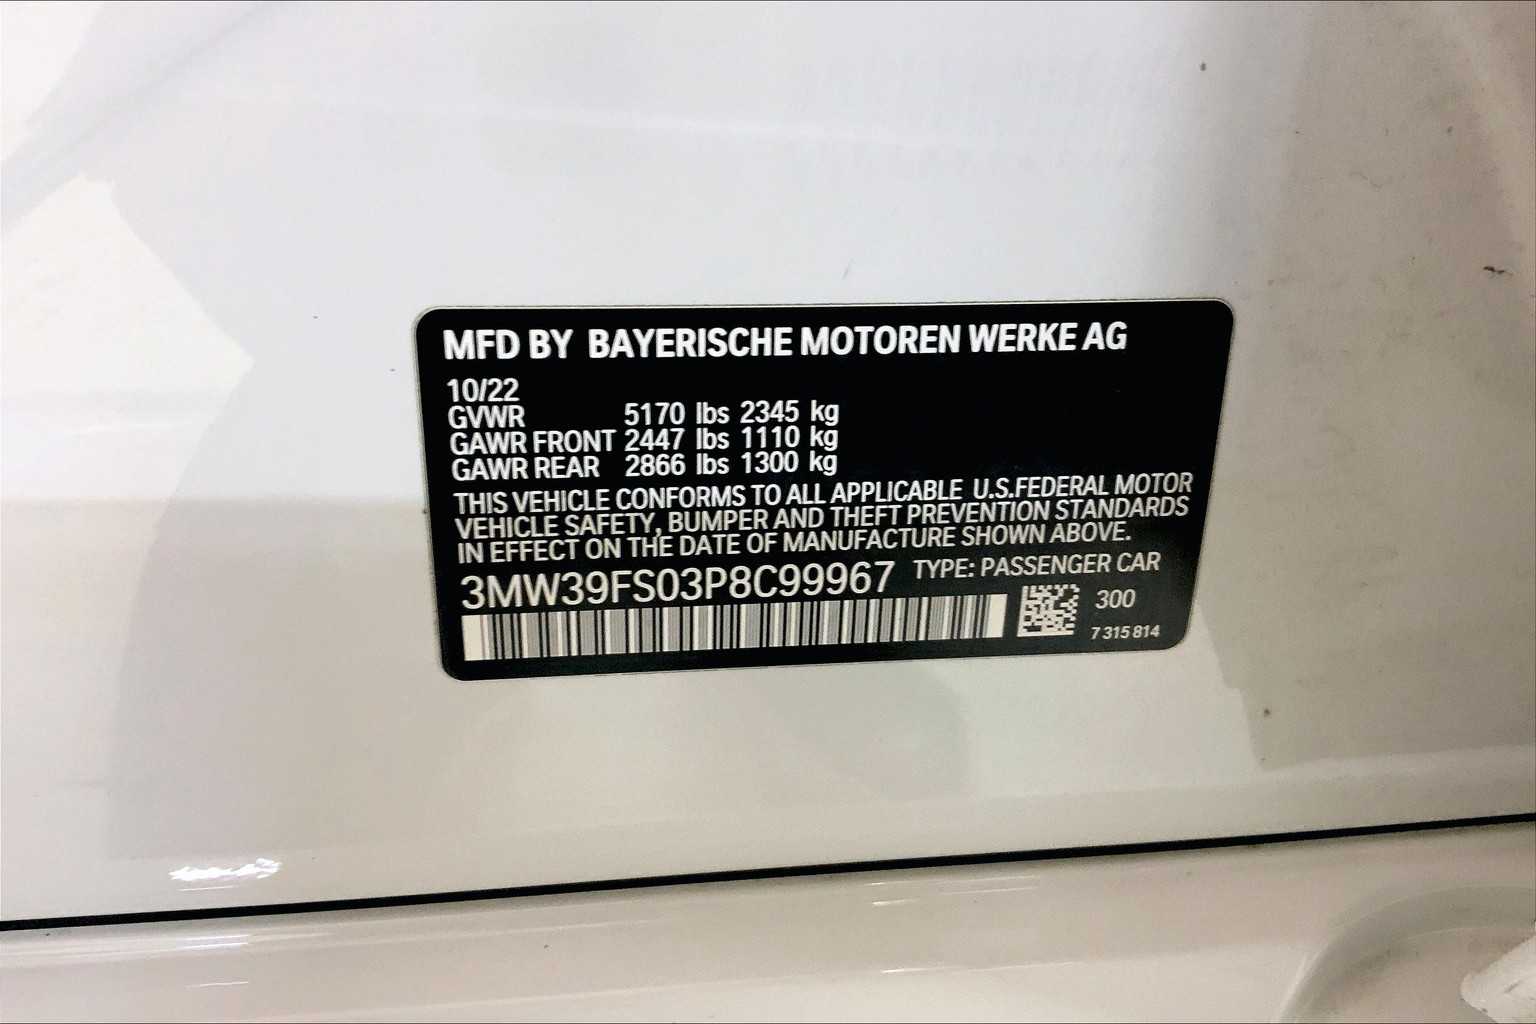 MFD BY BAYERISCHE MOTOREN WERKE AG
10/22
GVWR 5170 lbs 2345 kg
GAWR FRONT 2447 lbs 1110 kg
GAWR REAR 2866 lbs 1300 kg
THIS VEHICLE CONFORMS TO ALL APPLICABLE U.S.FEDERAL MOTOR
VEHICLE SAFETY, BUMPER AND THEFT PREVENTION STANDARDS
IN EFFECT ON THE DATE OF MANUFACTURE SHOWN ABOVE.
3MW39FS03P8C99967 TYPE: PASSENGER CAR
300
7 315 814